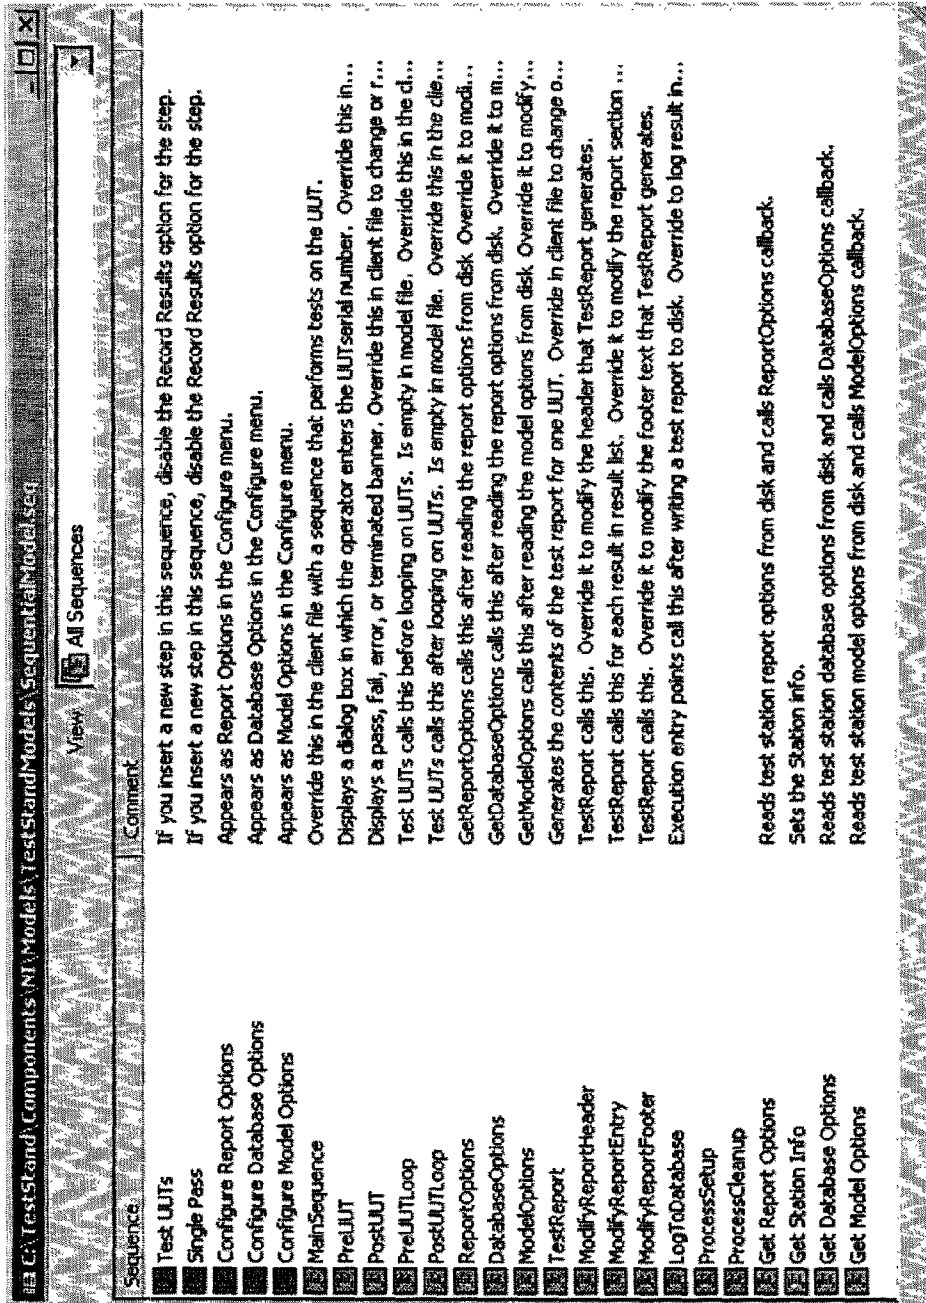 E:\TestStand\Components\NI\Models\TestStandModels\SequentialModel.seq
View: All Sequences
Sequence Comment
Test UUTs If you insert a new step in this sequence, disable the Record Results option for the step.
Single Pass If you insert a new step in this sequence, disable the Record Results option for the step.
Configure Report Options Appears as Report Options in the Configure menu.
Configure Database Options Appears as Database Options in the Configure menu.
Configure Model Options Appears as Model Options in the Configure menu.
MainSequence Override this in the client file with a sequence that performs tests on the UUT.
PreUUT Displays a dialog box in which the operator enters the UUTserial number. Override this in...
PostUUT Displays a pass, fail, error, or terminated banner. Override this in client file to change or r...
PreUUTLoop Test UUTs calls this before looping on UUTs. Is empty in model file. Override this in the cl...
PostUUTLoop Test UUTs calls this after looping on UUTs. Is empty in model file. Override this in the clie...
ReportOptions GetReportOptions calls this after reading the report options from disk Override it to modi...
DatabaseOptions GetDatabaseOptions calls this after reading the report options from disk. Override it to m...
ModelOptions GetModelOptions calls this after reading the model options from disk Override it to modify...
TestReport Generates the contents of the test report for one UUT. Override in client file to change o...
ModifyReportHeader TestReport calls this. Override it to modify the header that TestReport generates.
ModifyReportEntry TestReport calls this for each result in result list. Override it to modify the report section ...
ModifyReportFooter TestReport calls this. Override it to modify the footer text that TestReport generates.
LogToDatabase Execution entry points call this after writing a test report to disk. Override to log result in...
ProcessSetup
ProcessCleanup
Get Report Options Reads test station report options from disk and calls ReportOptions callback.
Get Station Info Sets the Station info.
Get Database Options Reads test station database options from disk and calls DatabaseOptions callback.
Get Model Options Reads test station model options from disk and calls ModelOptions callback.